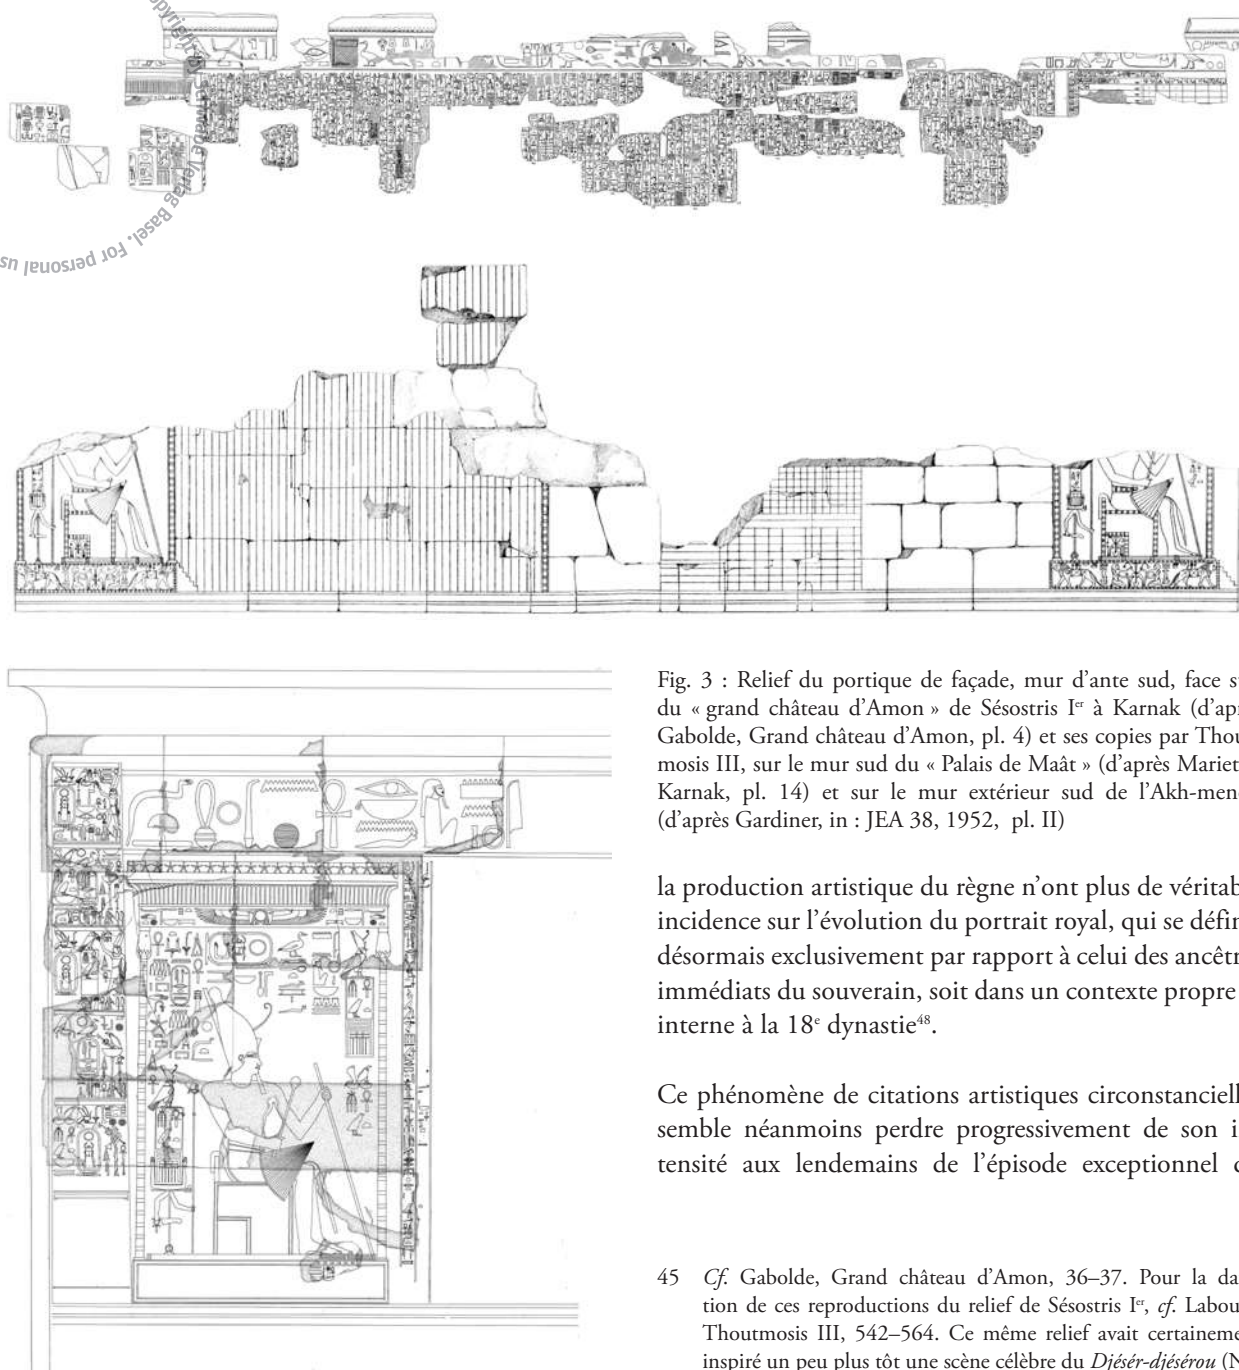 Copyrighted
Verlag Basel. For personal us
Fig. 3 : Relief du portique de façade, mur d’ante sud, face s
du « grand château d’Amon » de Sésostris Ier à Karnak (d’apr
Gabolde, Grand château d’Amon, pl. 4) et ses copies par Thou
mosis III, sur le mur sud du « Palais de Maât » (d’après Mariet
Karnak, pl. 14) et sur le mur extérieur sud de l’Akh-men
(d’après Gardiner, in : JEA 38, 1952, pl. II)
la production artistique du règne n’ont plus de véritab
incidence sur l’évolution du portrait royal, qui se défin
désormais exclusivement par rapport à celui des ancêtr
immédiats du souverain, soit dans un contexte propre
interne à la 18e dynastie48.
Ce phénomène de citations artistiques circonstancielle
semble néanmoins perdre progressivement de son i
tensité aux lendemains de l’épisode exceptionnel d
45 Cf. Gabolde, Grand château d’Amon, 36–37. Pour la da
tion de ces reproductions du relief de Sésostris Ier, cf. Labou
Thoutmosis III, 542–564. Ce même relief avait certaineme
inspiré un peu plus tôt une scène célèbre du Djésér-djésérou (N